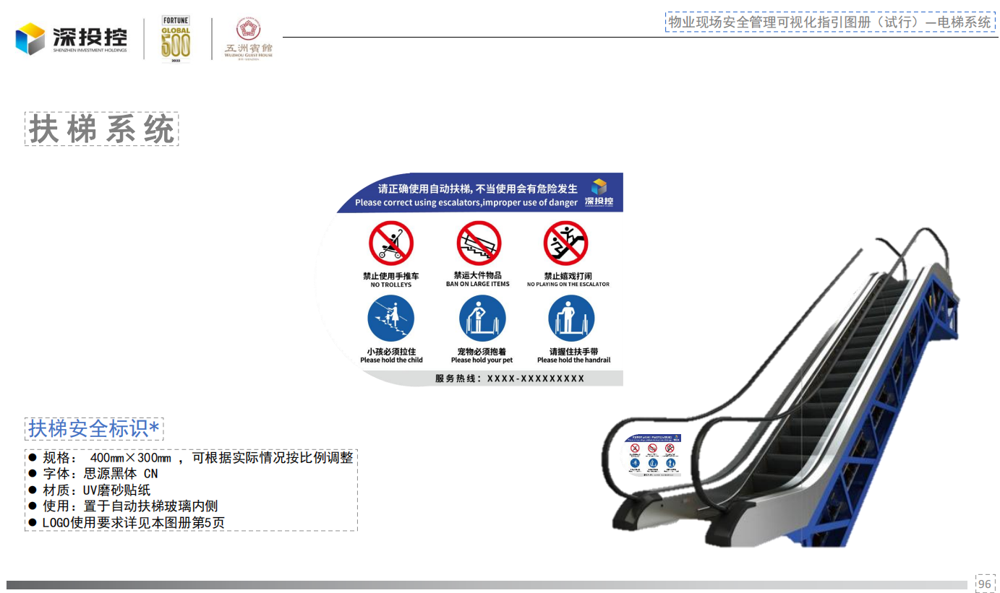 深投控
SHENZHEN INVESTMENT HOLDINGS
FORTUNE
GLOBAL
500
五洲賓館
WUZHOU GUEST HOUSE
物业现场安全管理可视化指引图册（试行）—电梯系统
扶梯系统
请正确使用自动扶梯,不当使用会有危险发生
Please correct using escalators,improper use of danger
深投控
禁止使用手推车
NO TROLLEYS
禁运大件物品
BAN ON LARGE ITEMS
禁止嬉戏打闹
NO PLAYING ON THE ESCALATOR
小孩必须拉住
Please hold the child
宠物必须抱着
Please hold your pet
请握住扶手带
Please hold the handrail
服务热线：XXXX-XXXXXXXXX
扶梯安全标识*
● 规格： 400mm×300mm ，可根据实际情况按比例调整
● 字体：思源黑体 CN
● 材质：UV磨砂贴纸
● 使用：置于自动扶梯玻璃内侧
● LOGO使用要求详见本图册第5页
96